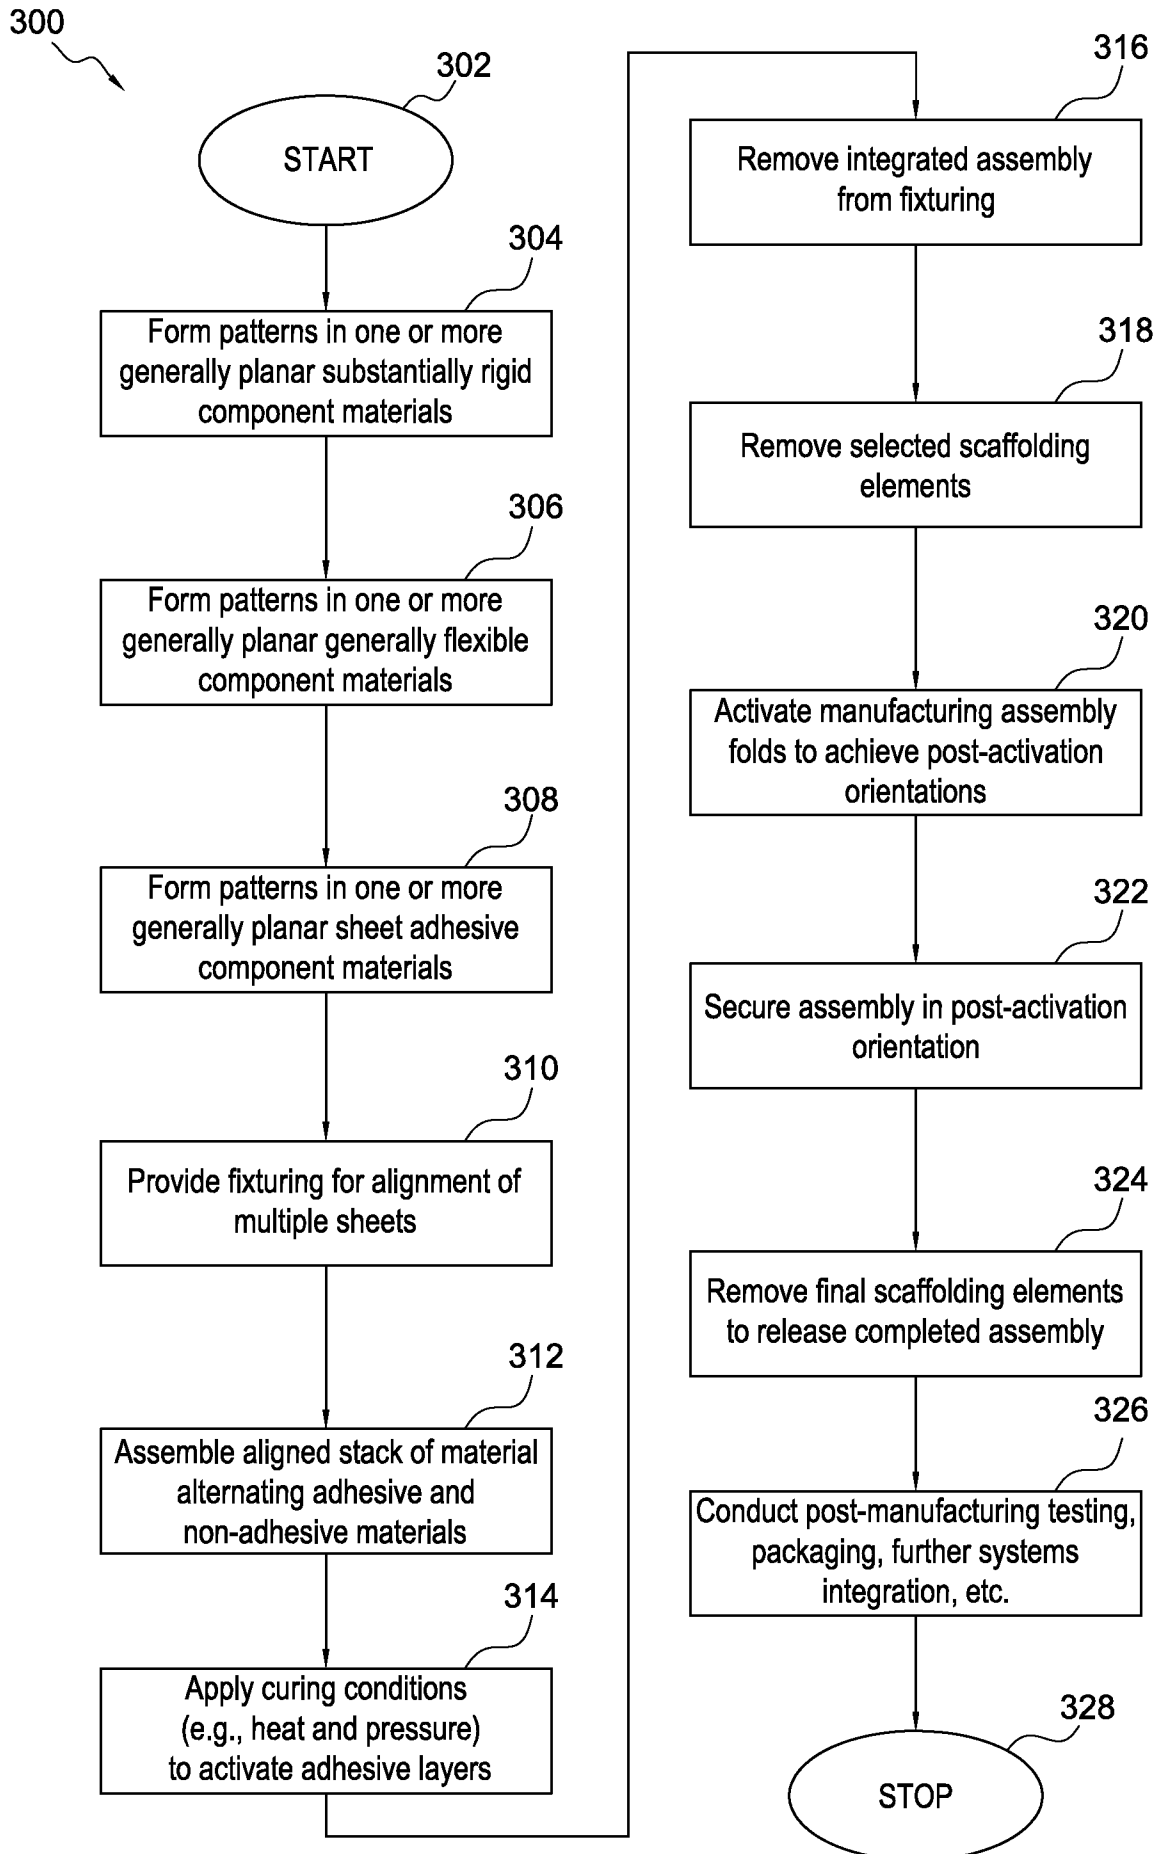 300
302
START
304
Form patterns in one or more
generally planar substantially rigid
component materials
306
Form patterns in one or more
generally planar generally flexible
component materials
308
Form patterns in one or more
generally planar sheet adhesive
component materials
310
Provide fixturing for alignment of
multiple sheets
312
Assemble aligned stack of material
alternating adhesive and
non-adhesive materials
314
Apply curing conditions
(e.g., heat and pressure)
to activate adhesive layers
316
Remove integrated assembly
from fixturing
318
Remove selected scaffolding
elements
320
Activate manufacturing assembly
folds to achieve post-activation
orientations
322
Secure assembly in post-activation
orientation
324
Remove final scaffolding elements
to release completed assembly
326
Conduct post-manufacturing testing,
packaging, further systems
integration, etc.
328
STOP